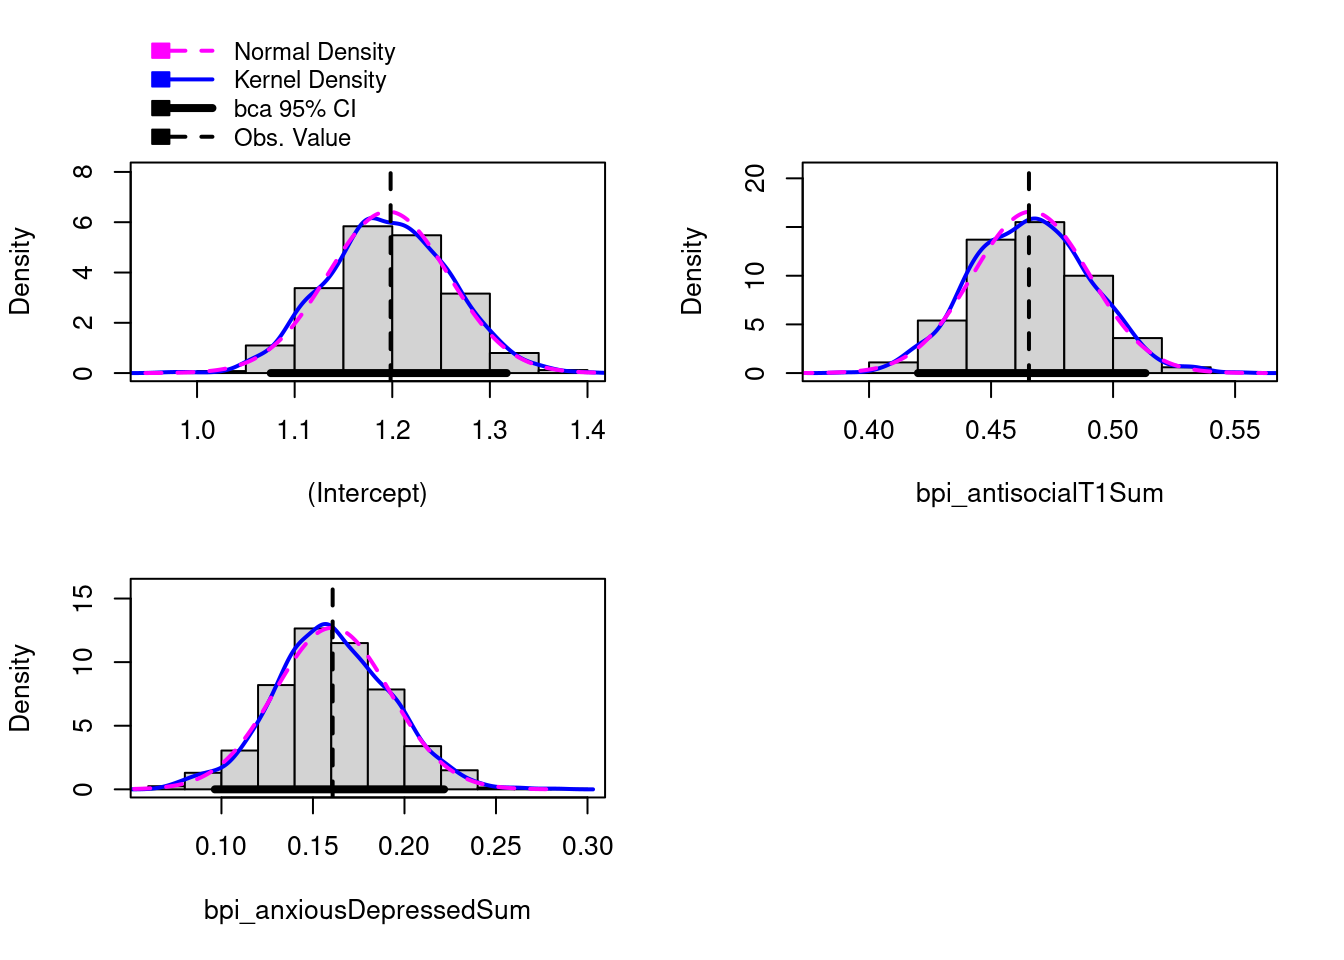 Normal Density
Kernel Density
bca 95% CI
Obs. Value
Density
0 2 4 6 8
1.0 1.1 1.2 1.3 1.4
(Intercept)
Density
0 5 10 20
0.40 0.45 0.50 0.55
bpi_antisocialT1Sum
Density
0 5 10 15
0.10 0.15 0.20 0.25 0.30
bpi_anxiousDepressedSum